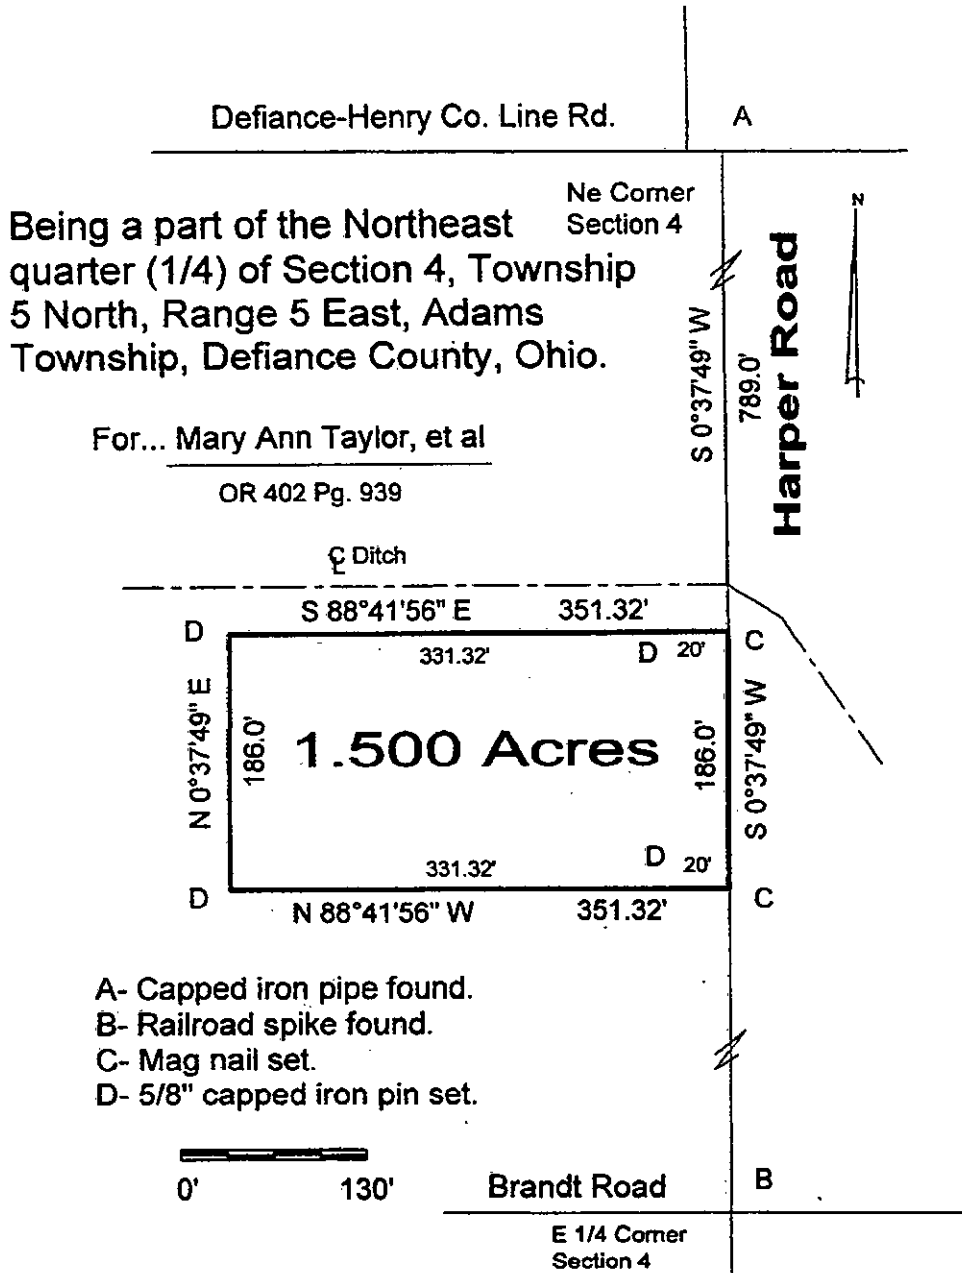 Defiance-Henry Co. Line Rd.
A
Ne Corner
Section 4
N
Being a part of the Northeast
quarter (1/4) of Section 4, Township
5 North, Range 5 East, Adams
Township, Defiance County, Ohio.
S 0°37'49" W
789.0'
Harper Road
For... Mary Ann Taylor, et al
OR 402 Pg. 939
℄ Ditch
S 88°41'56" E 351.32'
D
331.32'
D 20'
C
N 0°37'49" E
186.0'
1.500 Acres
186.0'
S 0°37'49" W
331.32'
D 20'
D
N 88°41'56" W 351.32'
C
A- Capped iron pipe found.
B- Railroad spike found.
C- Mag nail set.
D- 5/8" capped iron pin set.
0' 130'
Brandt Road
B
E 1/4 Corner
Section 4